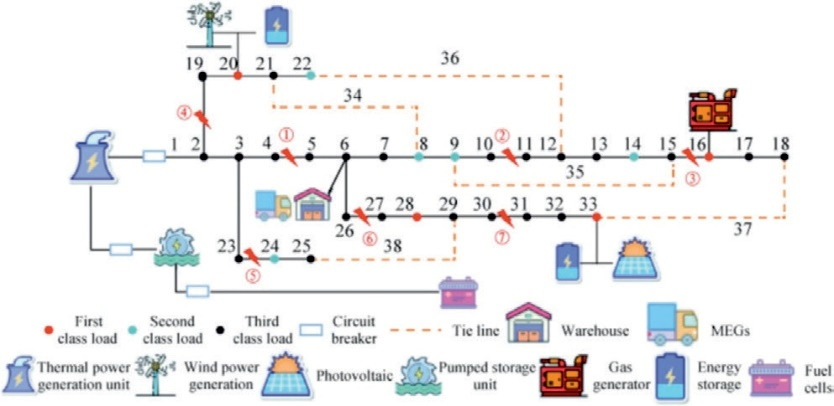 36
19 20 21 22
34
④
1 2 3 4 ① 5 6 7 8 9 10 ② 11 12 13 14 15 16 17 18
③
35
27 28 29 30 31 32 33
26
⑥ ⑦
37
23 24 25 38
⑤
First class load
Second class load
Third class load
Circuit breaker
Tie line
Warehouse
MEGs
Thermal power generation unit
Wind power generation
Photovoltaic
Pumped storage unit
Gas generator
Energy storage
Fuel cells